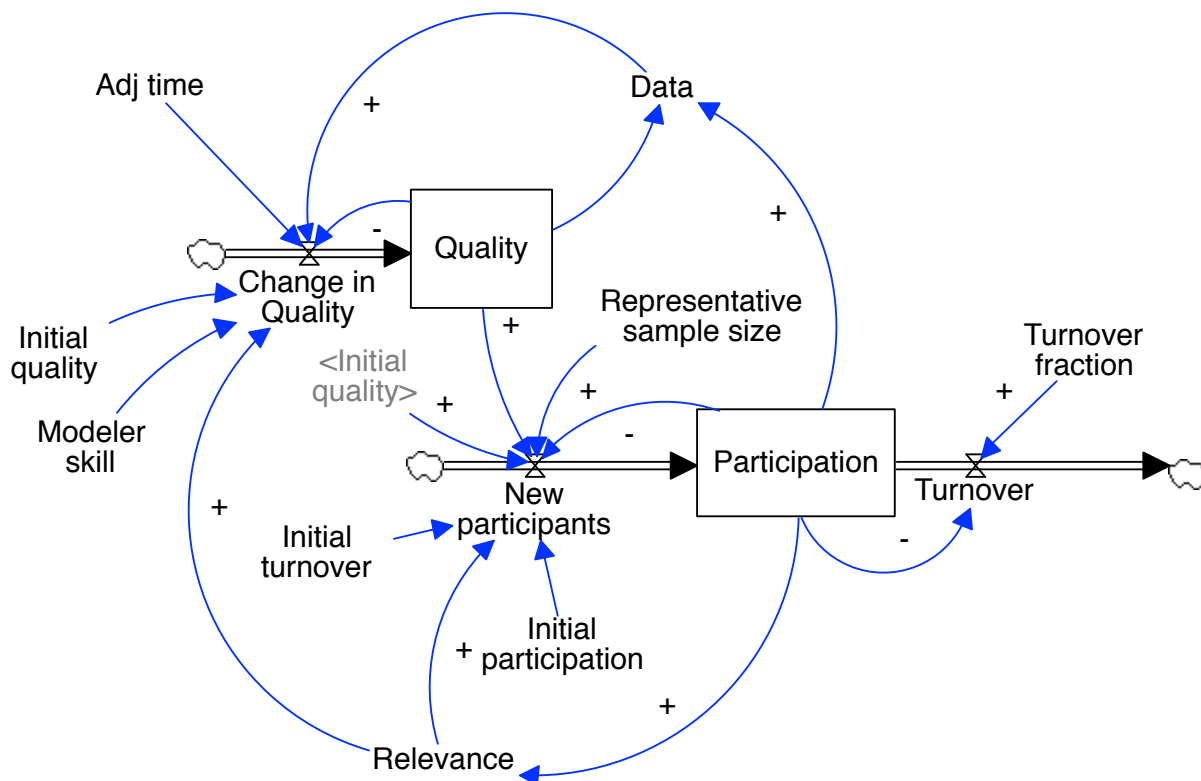 Adj time
Data
+
+
-
Quality
Change in
Quality
Initial
quality
Modeler
skill
+
Representative
sample size
Turnover
fraction
<Initial
quality>
+
+
+
+
-
Participation
New
participants
Turnover
-
+
Initial
turnover
Initial
participation
+
+
Relevance